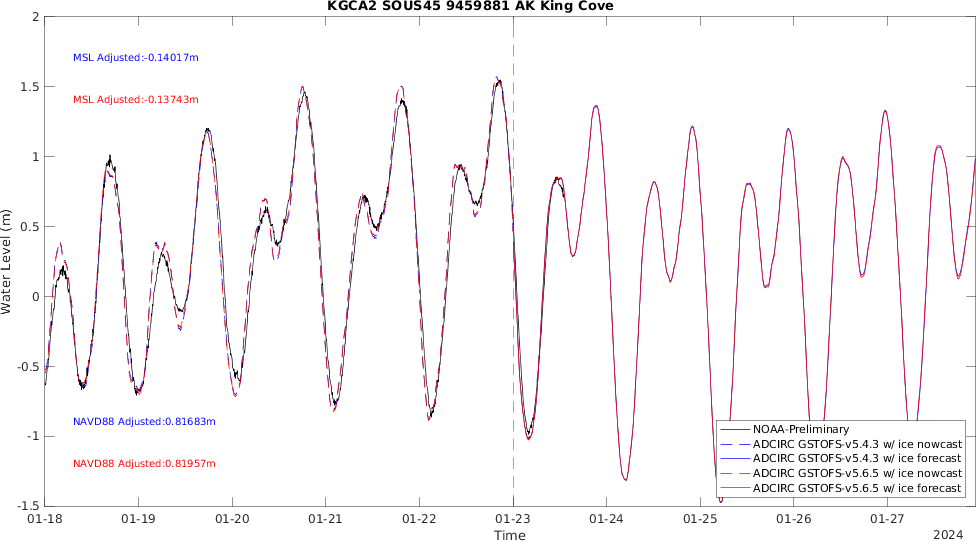 KGCA2 SOUS45 9459881 AK King Cove
2
1.5
1
0.5
0
-0.5
-1
-1.5
Water Level (m)
MSL Adjusted:-0.14017m
MSL Adjusted:-0.13743m
NAVD88 Adjusted:0.81683m
NAVD88 Adjusted:0.81957m
NOAA-Preliminary
ADCIRC GSTOFS-v5.4.3 w/ ice nowcast
ADCIRC GSTOFS-v5.4.3 w/ ice forecast
ADCIRC GSTOFS-v5.6.5 w/ ice nowcast
ADCIRC GSTOFS-v5.6.5 w/ ice forecast
01-18 01-19 01-20 01-21 01-22 01-23 01-24 01-25 01-26 01-27
Time
2024